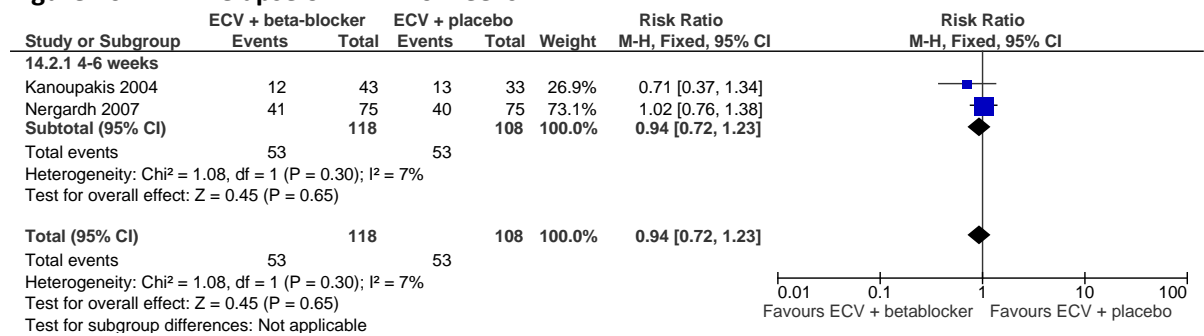 ECV + beta-blocker ECV + placebo Risk Ratio Risk Ratio
Study or Subgroup Events Total Events Total Weight M-H, Fixed, 95% CI M-H, Fixed, 95% CI
14.2.1 4-6 weeks
Kanoupakis 2004 12 43 13 33 26.9% 0.71 [0.37, 1.34]
Nergardh 2007 41 75 40 75 73.1% 1.02 [0.76, 1.38]
Subtotal (95% CI) 118 108 100.0% 0.94 [0.72, 1.23]
Total events 53 53
Heterogeneity: Chi² = 1.08, df = 1 (P = 0.30); I² = 7%
Test for overall effect: Z = 0.45 (P = 0.65)
Total (95% CI) 118 108 100.0% 0.94 [0.72, 1.23]
Total events 53 53
Heterogeneity: Chi² = 1.08, df = 1 (P = 0.30); I² = 7%
Test for overall effect: Z = 0.45 (P = 0.65)
Test for subgroup differences: Not applicable
0.01 0.1 1 10 100
Favours ECV + betablocker Favours ECV + placebo